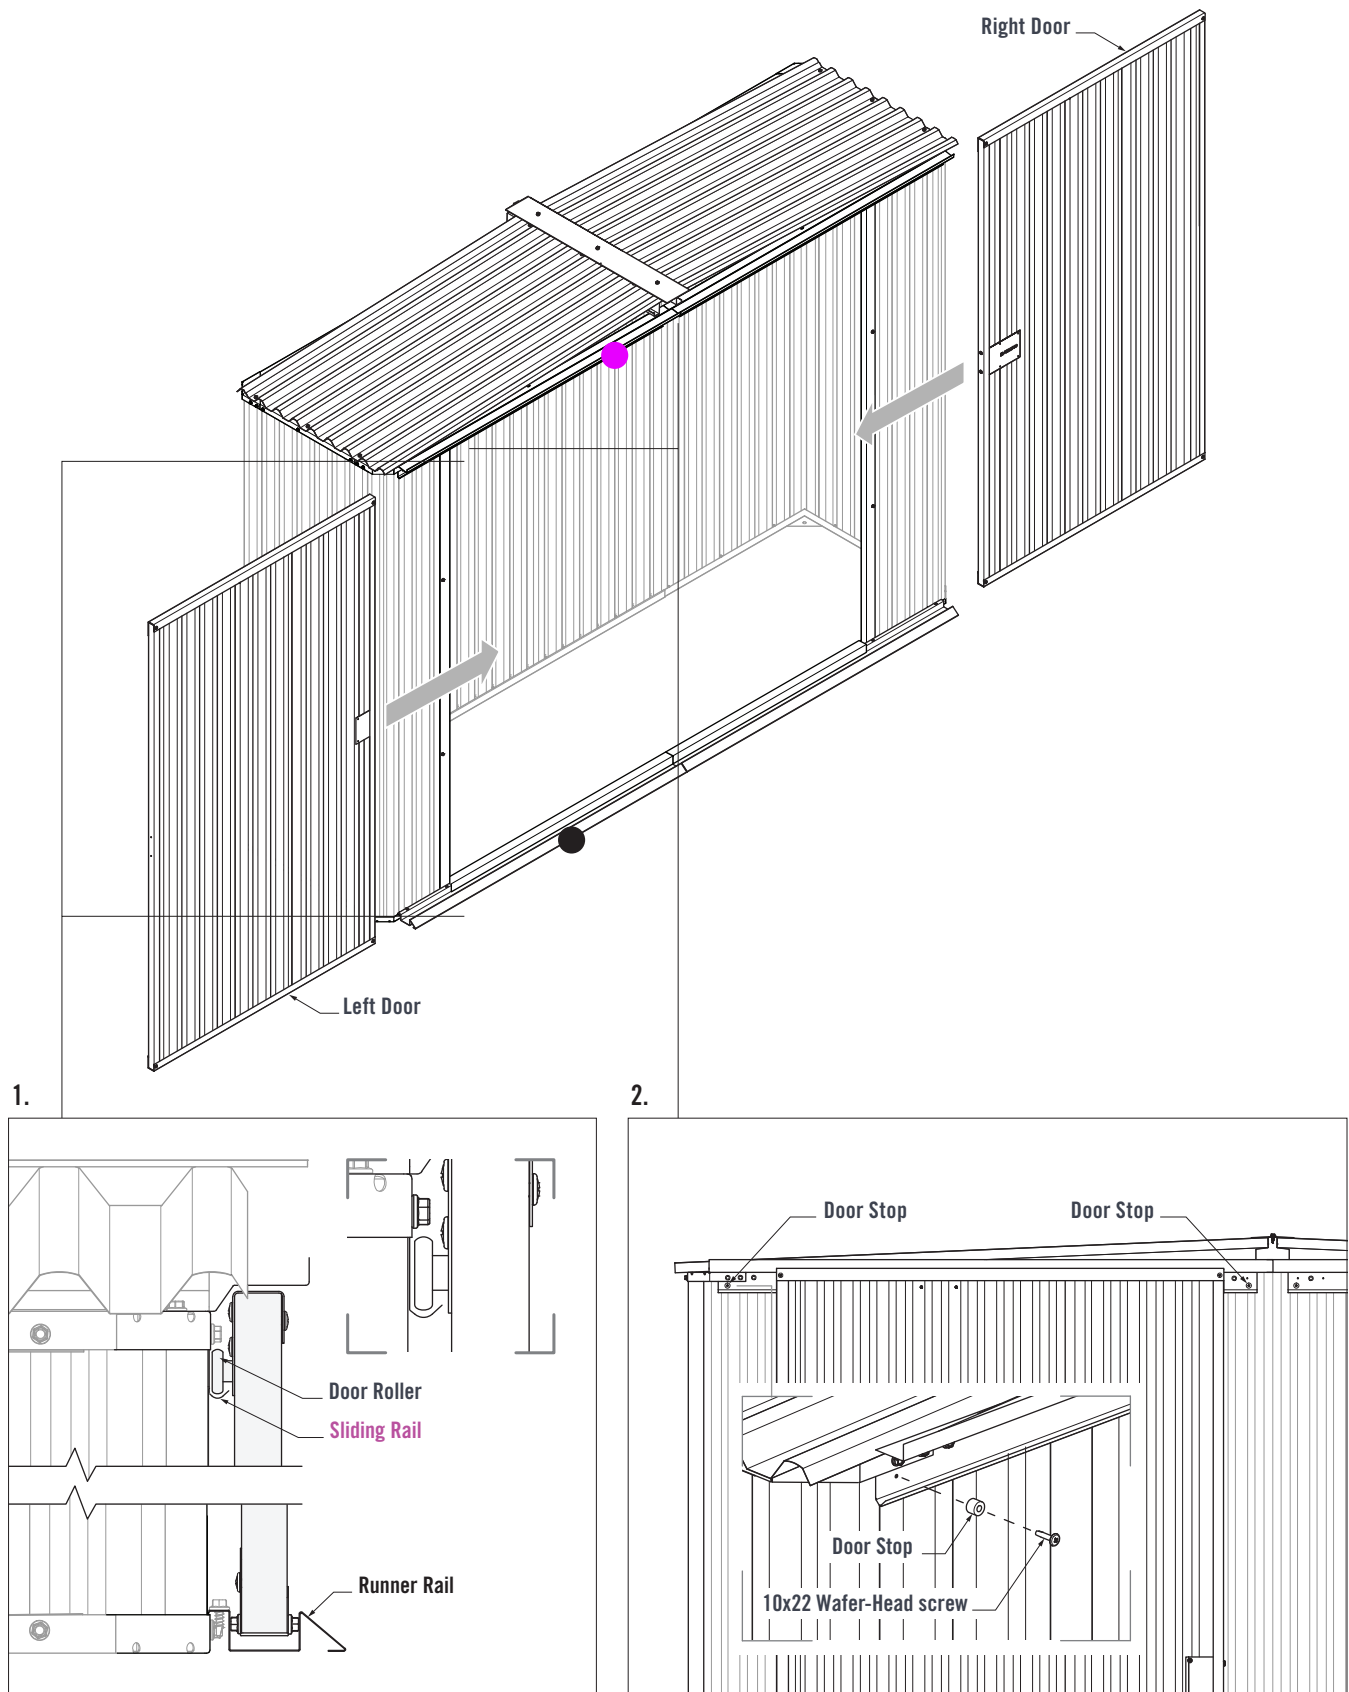 Right Door
Left Door
1.
2.
Door Stop
Door Stop
Door Roller
Sliding Rail
Door Stop
Runner Rail
10x22 Wafer-Head screw